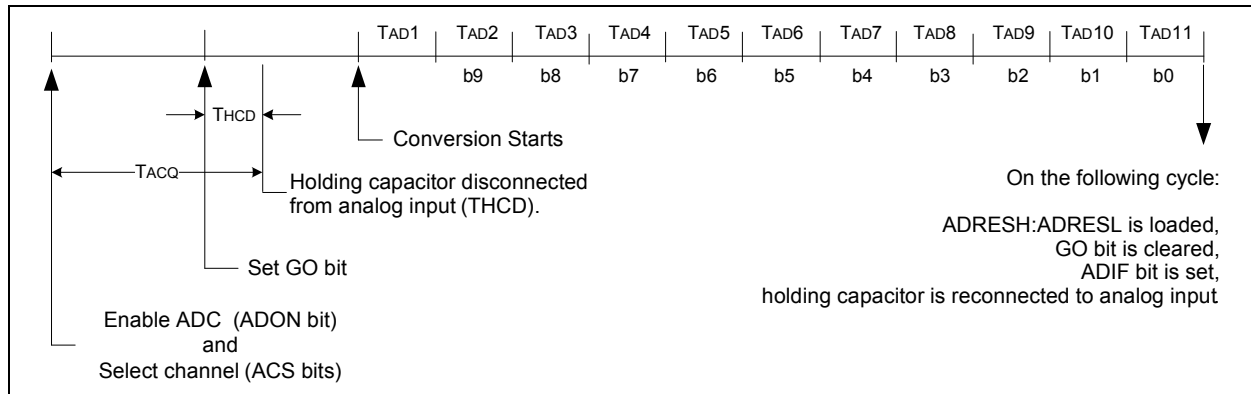 TAD1 TAD2 TAD3 TAD4 TAD5 TAD6 TAD7 TAD8 TAD9 TAD10 TAD11
b9 b8 b7 b6 b5 b4 b3 b2 b1 b0
THCD
Conversion Starts
TACQ
Holding capacitor disconnected
from analog input (THCD).
Set GO bit
Enable ADC (ADON bit)
and
Select channel (ACS bits)
On the following cycle:
ADRESH:ADRESL is loaded,
GO bit is cleared,
ADIF bit is set,
holding capacitor is reconnected to analog input